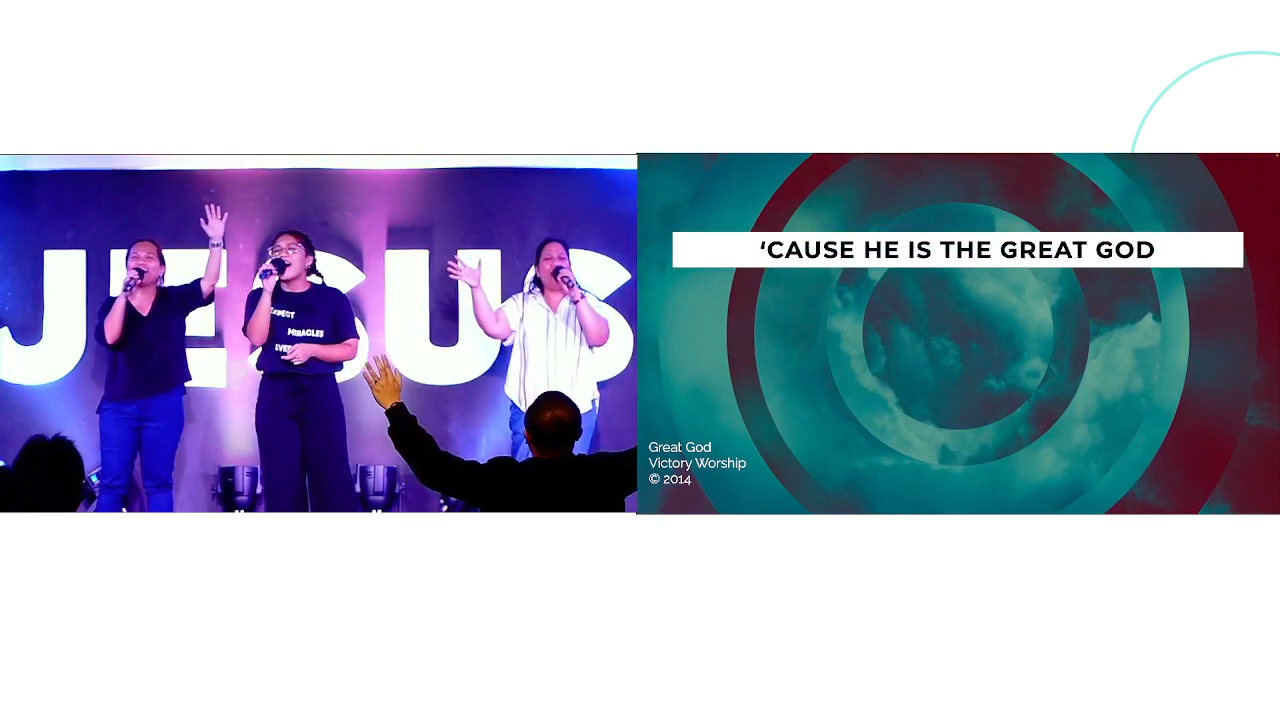 JESUS
EXPECT
MIRACLES
‘CAUSE HE IS THE GREAT GOD
Great God
Victory Worship
© 2014